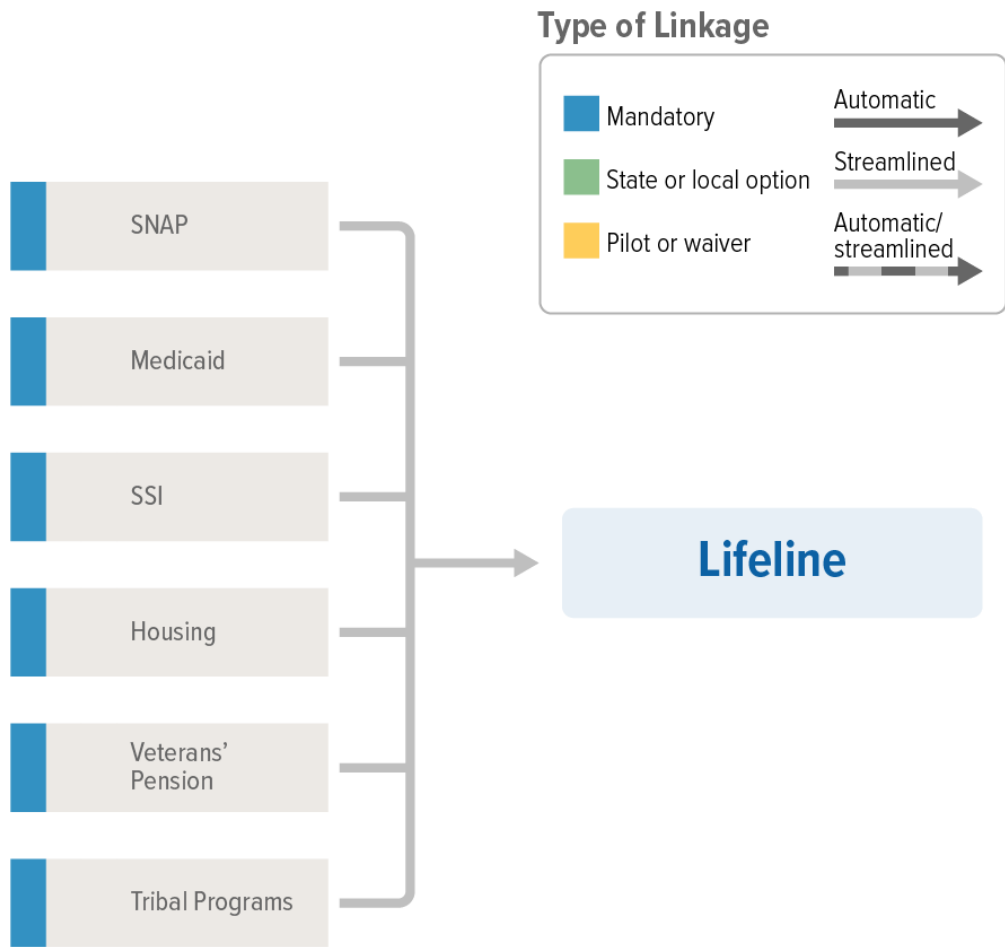 Type of Linkage
Mandatory
State or local option
Pilot or waiver
Automatic
Streamlined
Automatic/
streamlined
SNAP
Medicaid
SSI
Housing
Veterans’
Pension
Tribal Programs
Lifeline